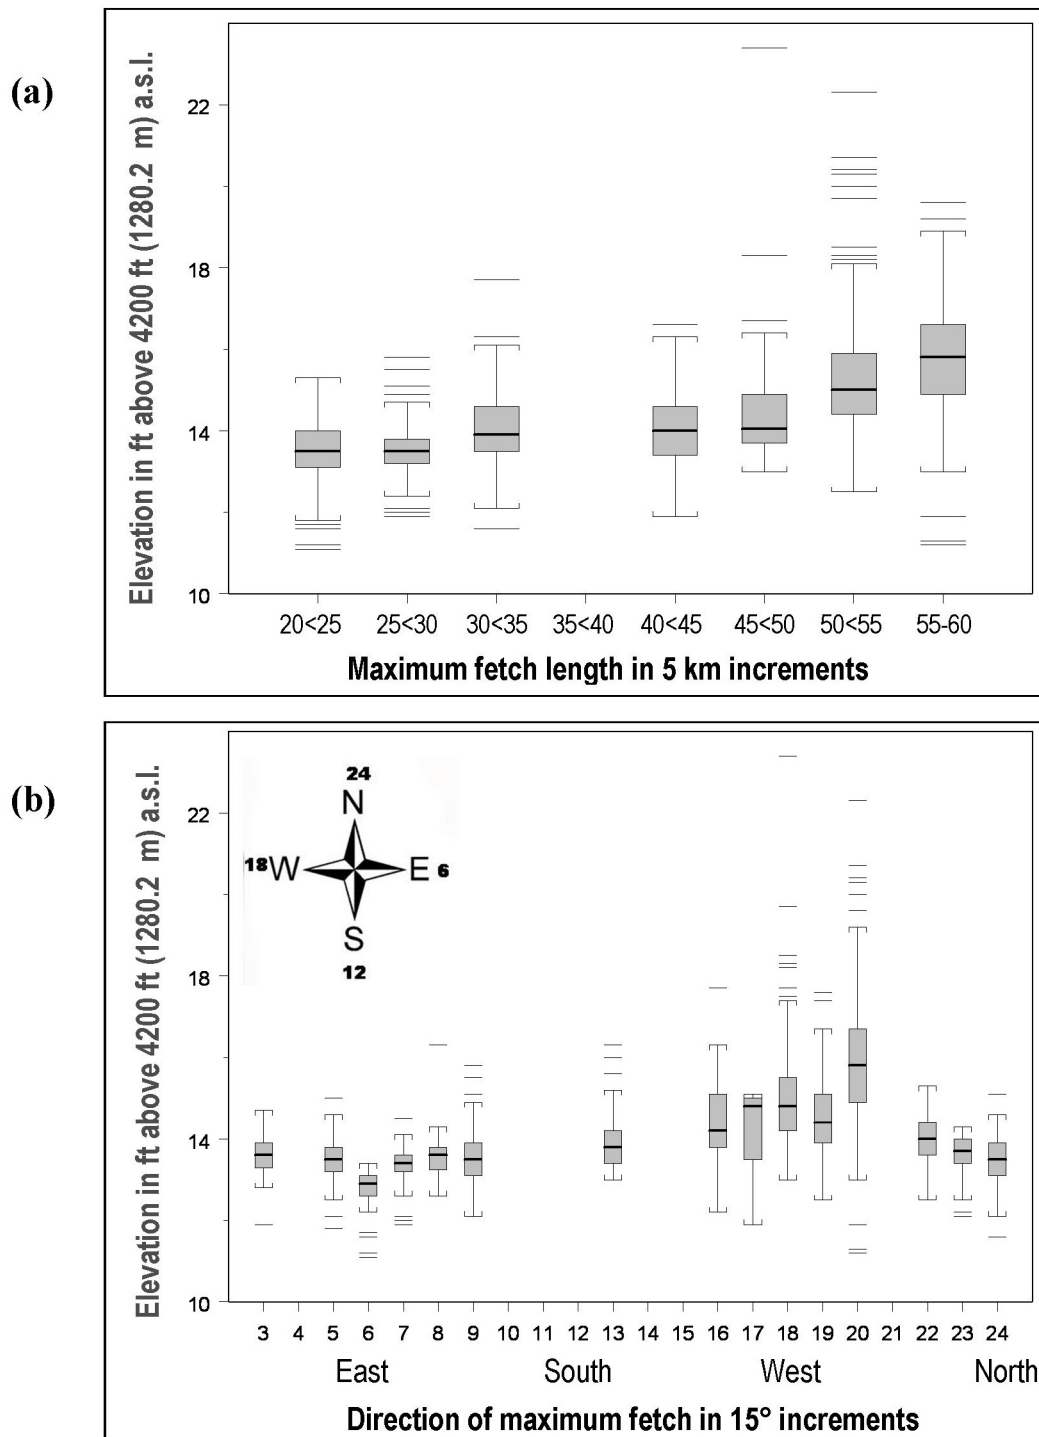 (a)
Elevation in ft above 4200 ft (1280.2 m) a.s.l.
22
18
14
10
20<25 25<30 30<35 35<40 40<45 45<50 50<55 55-60
Maximum fetch length in 5 km increments
(b)
Elevation in ft above 4200 ft (1280.2 m) a.s.l.
24
N
18 W E 6
S
12
22
18
14
10
3 4 5 6 7 8 9 10 11 12 13 14 15 16 17 18 19 20 21 22 23 24
East South West North
Direction of maximum fetch in 15° increments